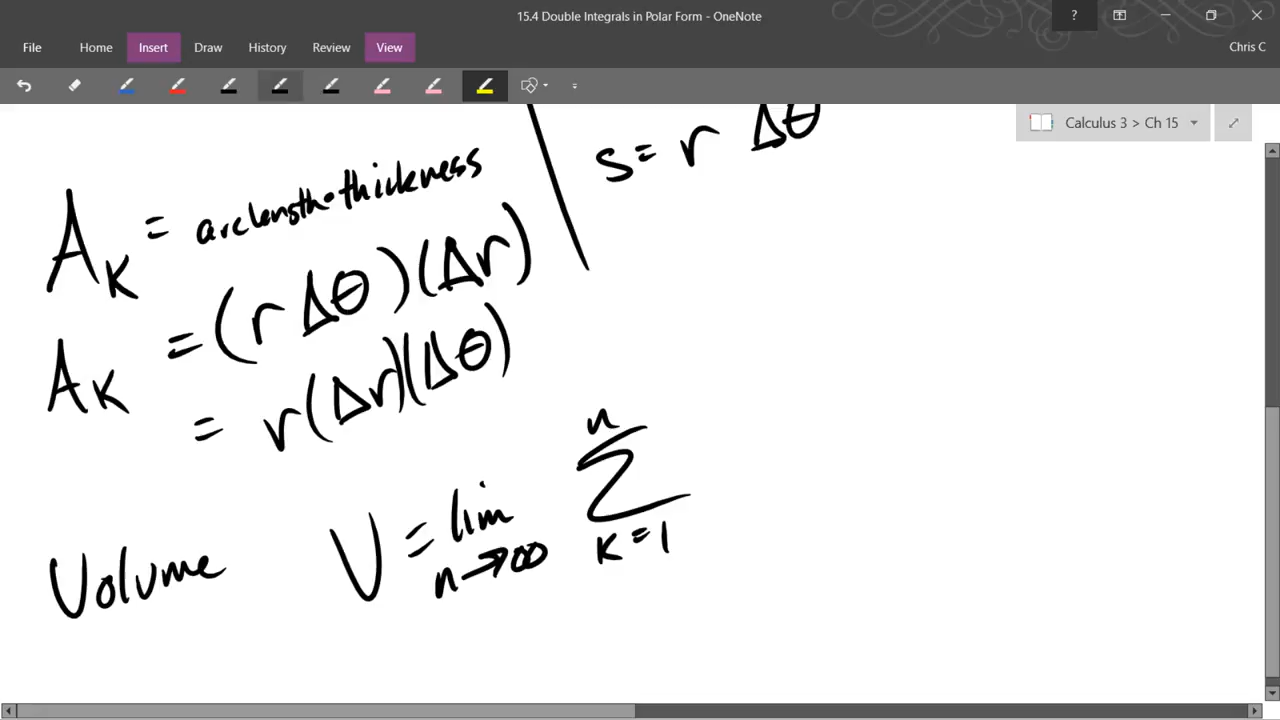 15.4 Double Integrals in Polar Form - OneNote
?
File Home Insert Draw History Review View
Chris C
Calculus 3 > Ch 15
s = r Δθ
A_K = arclength · thickness
A_K = (r Δθ)(Δr)
= r(Δr)(Δθ)
Volume V = lim n→∞ Σ n K=1